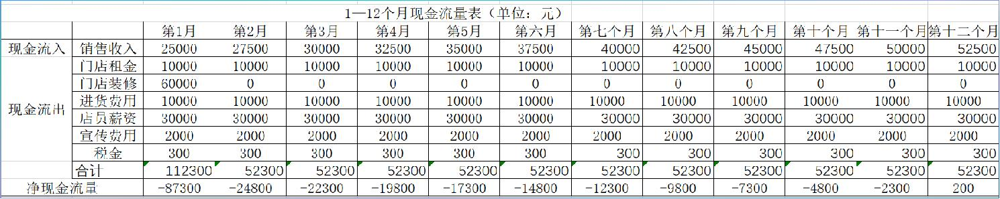 1—12个月现金流量表（单位：元）
第1月 第2月 第3月 第4月 第5月 第六月 第七个月 第八个月 第九个月 第十个月 第十一个月 第十二个月
现金流入 销售收入 25000 27500 30000 32500 35000 37500 40000 42500 45000 47500 50000 52500
现金流出 门店租金 10000 10000 10000 10000 10000 10000 10000 10000 10000 10000 10000 10000
门店装修 60000 0 0 0 0 0 0 0 0 0 0 0
进货费用 10000 10000 10000 10000 10000 10000 10000 10000 10000 10000 10000 10000
店员薪资 30000 30000 30000 30000 30000 30000 30000 30000 30000 30000 30000 30000
宣传费用 2000 2000 2000 2000 2000 2000 2000 2000 2000 2000 2000 2000
税金 300 300 300 300 300 300 300 300 300 300 300 300
合计 112300 52300 52300 52300 52300 52300 52300 52300 52300 52300 52300 52300
净现金流量 -87300 -24800 -22300 -19800 -17300 -14800 -12300 -9800 -7300 -4800 -2300 200